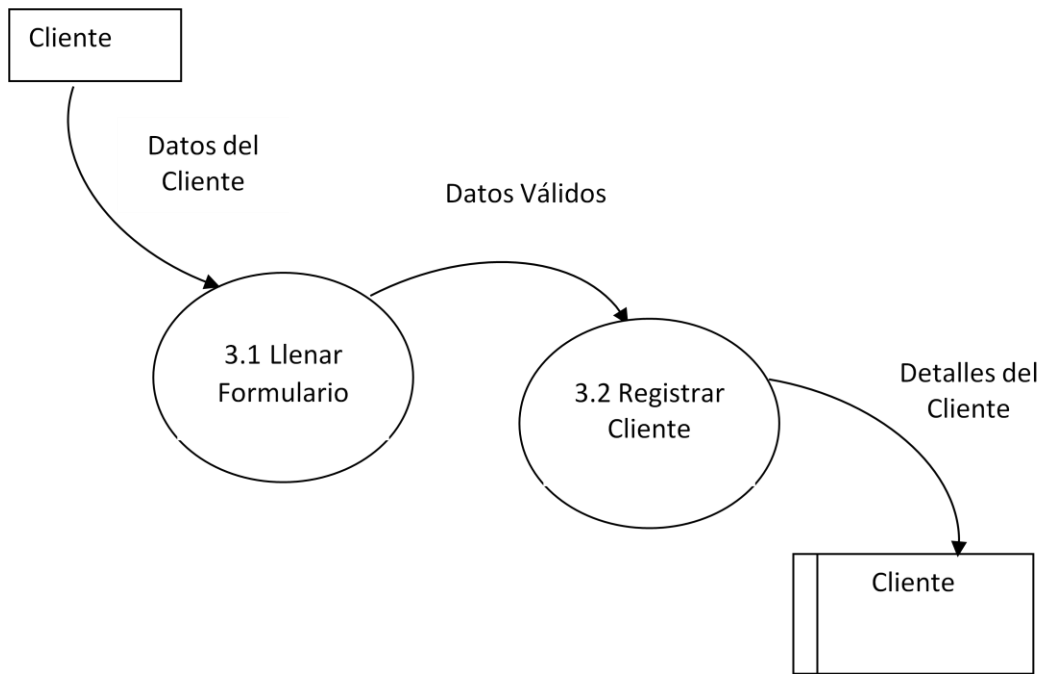 Cliente
Datos del
Cliente
Datos Válidos
3.1 Llenar
Formulario
3.2 Registrar
Cliente
Detalles del
Cliente
Cliente